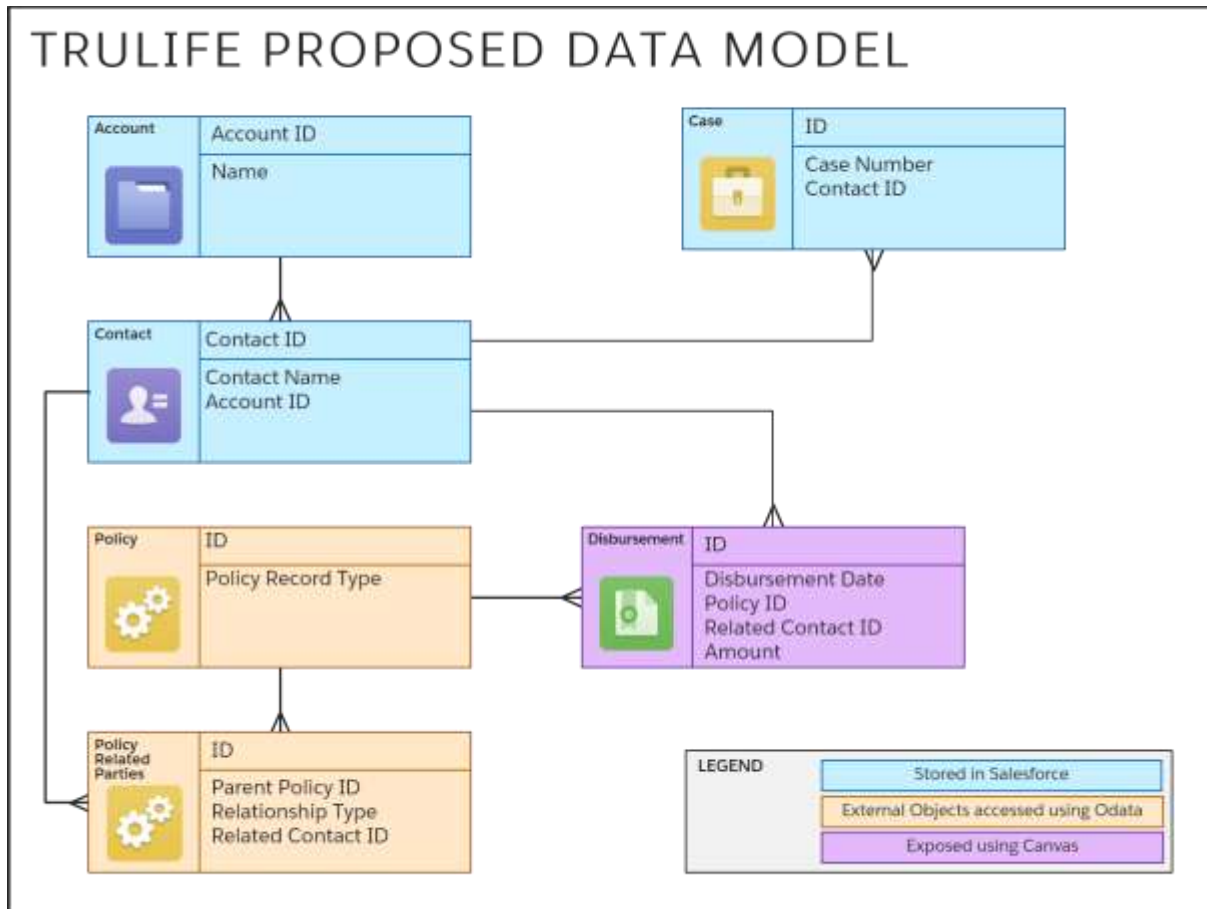 TRULIFE PROPOSED DATA MODEL
Account
Account ID
Name
Case
ID
Case Number
Contact ID
Contact
Contact ID
Contact Name
Account ID
Policy
ID
Policy Record Type
Disbursement
ID
Disbursement Date
Policy ID
Related Contact ID
Amount
Policy
Related
Parties
ID
Parent Policy ID
Relationship Type
Related Contact ID
LEGEND
Stored in Salesforce
External Objects accessed using Odata
Exposed using Canvas